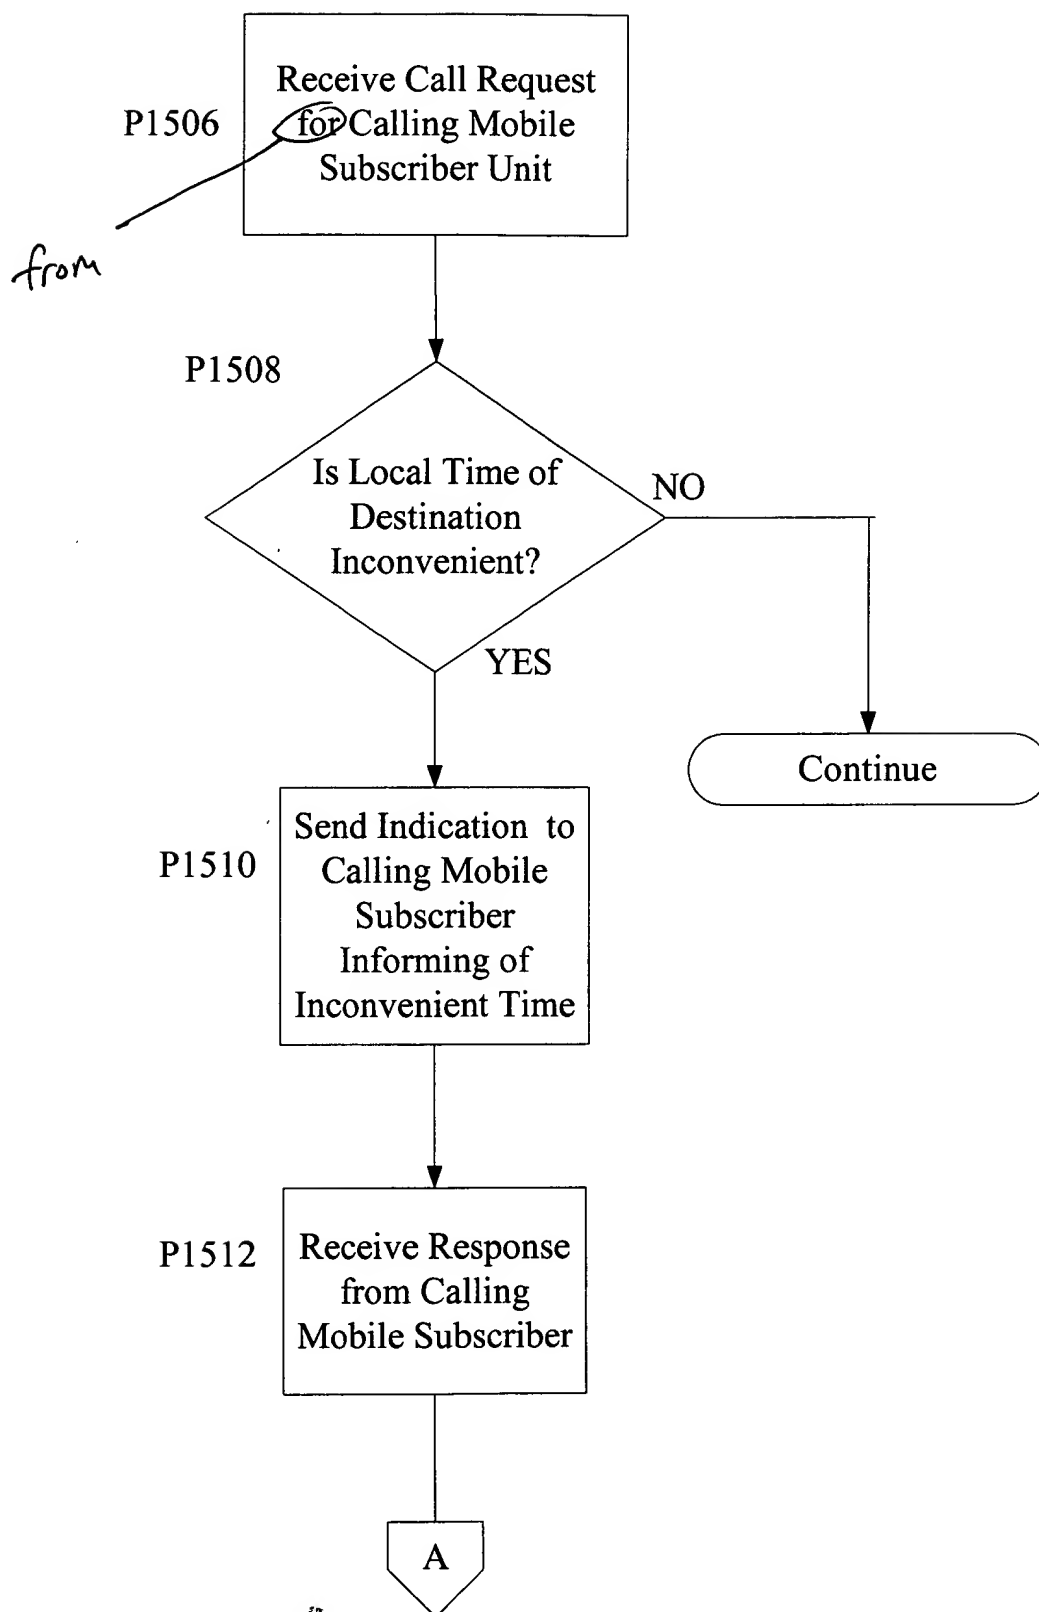 Receive Call Request
P1506
for Calling Mobile
Subscriber Unit
from
P1508
Is Local Time of
Destination
Inconvenient?
NO
YES
Continue
P1510
Send Indication to
Calling Mobile
Subscriber
Informing of
Inconvenient Time
P1512
Receive Response
from Calling
Mobile Subscriber
A